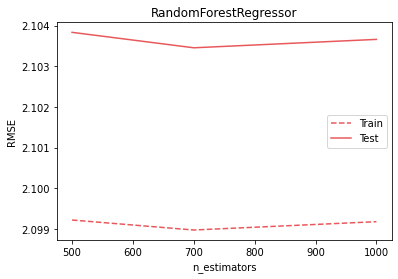 RandomForestRegressor
2.104
2.103
2.102
2.101
2.100
2.099
RMSE
Train
Test
500 600 700 800 900 1000
n_estimators